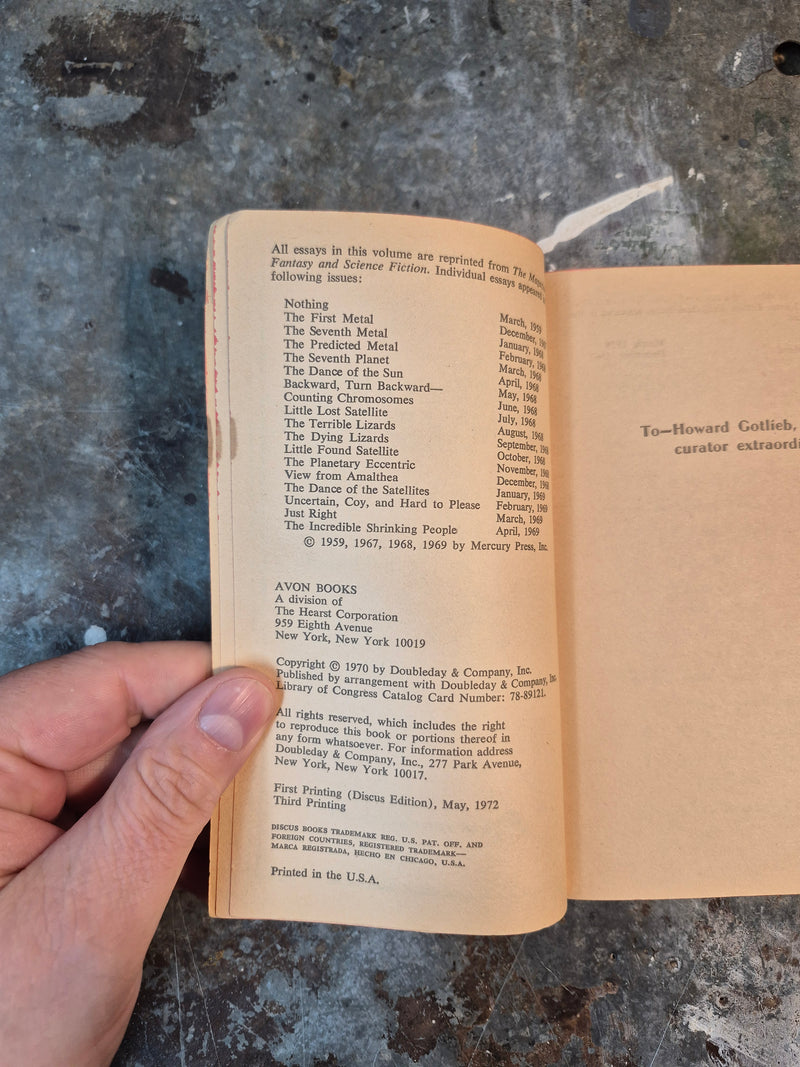 All essays in this volume are reprinted from The
Fantasy and Science Fiction. Individual essays appeared
following issues:
Nothing March, 1959
The First Metal December,
The Seventh Metal January, 1968
The Predicted Metal February, 1968
The Seventh Planet March, 1968
The Dance of the Sun April, 1968
Backward, Turn Backward— May, 1968
Counting Chromosomes June, 1968
Little Lost Satellite July, 1968
The Terrible Lizards August, 1968
The Dying Lizards September, 1968
Little Found Satellite October, 1968
The Planetary Eccentric November, 1968
View from Amalthea December, 1968
The Dance of the Satellites January, 1969
Uncertain, Coy, and Hard to Please February, 1969
Just Right March, 1969
The Incredible Shrinking People April, 1969
© 1959, 1967, 1968, 1969 by Mercury Press, Inc.
AVON BOOKS
A division of
The Hearst Corporation
959 Eighth Avenue
New York, New York 10019
Copyright © 1970 by Doubleday & Company, Inc.
Published by arrangement with Doubleday & Company, Inc.
Library of Congress Catalog Card Number: 78-89121.
All rights reserved, which includes the right
to reproduce this book or portions thereof in
any form whatsoever. For information address
Doubleday & Company, Inc., 277 Park Avenue,
New York, New York 10017.
First Printing (Discus Edition), May, 1972
Third Printing
DISCUS BOOKS TRADEMARK REG. U.S. PAT. OFF. AND
FOREIGN COUNTRIES, REGISTERED TRADEMARK—
MARCA REGISTRADA, HECHO EN CHICAGO, U.S.A.
Printed in the U.S.A.
To—Howard Gotlieb,
curator